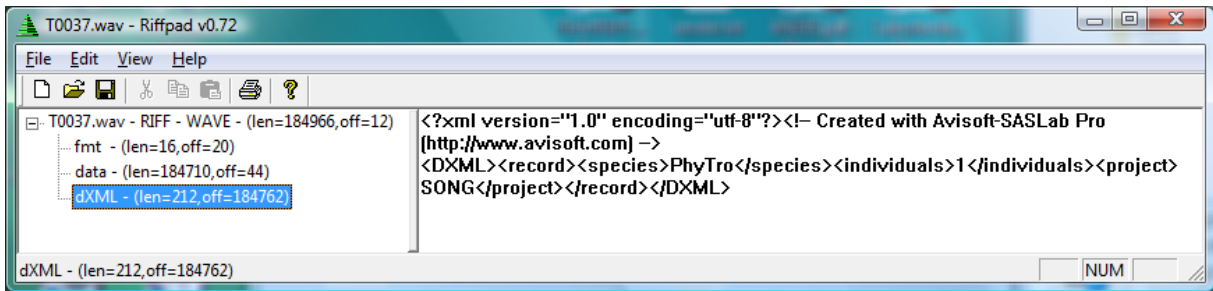 T0037.wav - Riffpad v0.72
File Edit View Help
T0037.wav - RIFF - WAVE - (len=184966,off=12)
fmt - (len=16,off=20)
data - (len=184710,off=44)
dXML - (len=212,off=184762)
<?xml version="1.0" encoding="utf-8"?><!– Created with Avisoft-SASLab Pro
(http://www.avisoft.com) –>
<DXML><record><species>PhyTro</species><individuals>1</individuals><project>
SONG</project></record></DXML>
dXML - (len=212,off=184762)
NUM